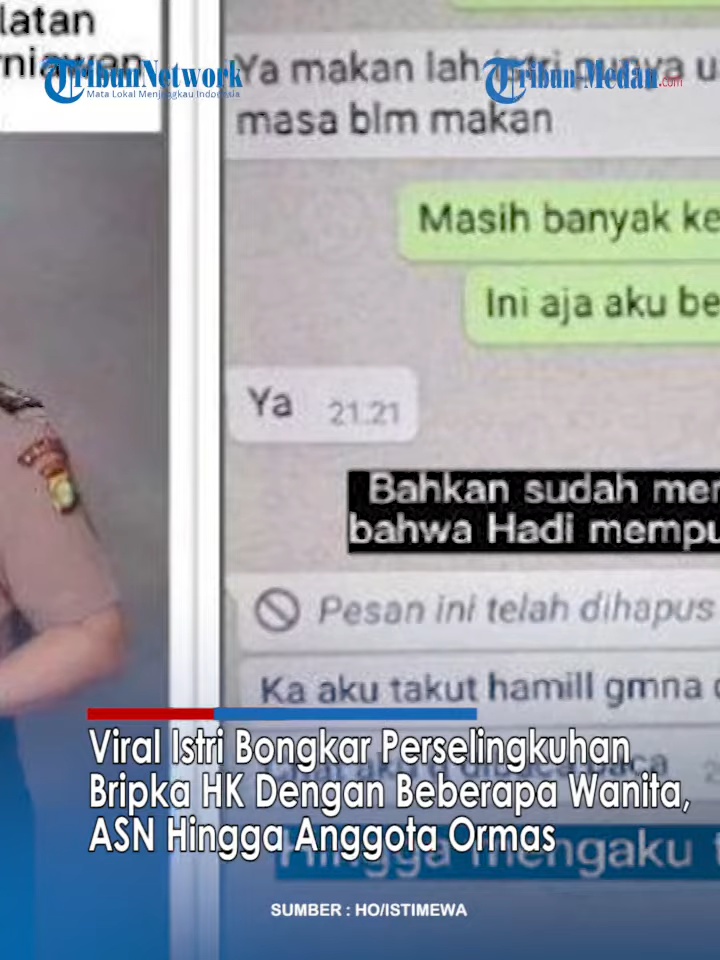 latan
rniawan
TribunNetwork
Mata Lokal Menjangkau Indonesia
Tribun-Medan.com
Ya makan lah istri punya u
masa blm makan
Masih banyak ke
Ini aja aku be
Ya 21.21
Bahkan sudah mer
bahwa Hadi mempu
Pesan ini telah dihapus
Ka aku takut hamill gmna
Viral Istri Bongkar Perselingkuhan
Bripka HK Dengan Beberapa Wanita,
ASN Hingga Anggota Ormas
Hingga mengaku t
SUMBER : HO/ISTIMEWA